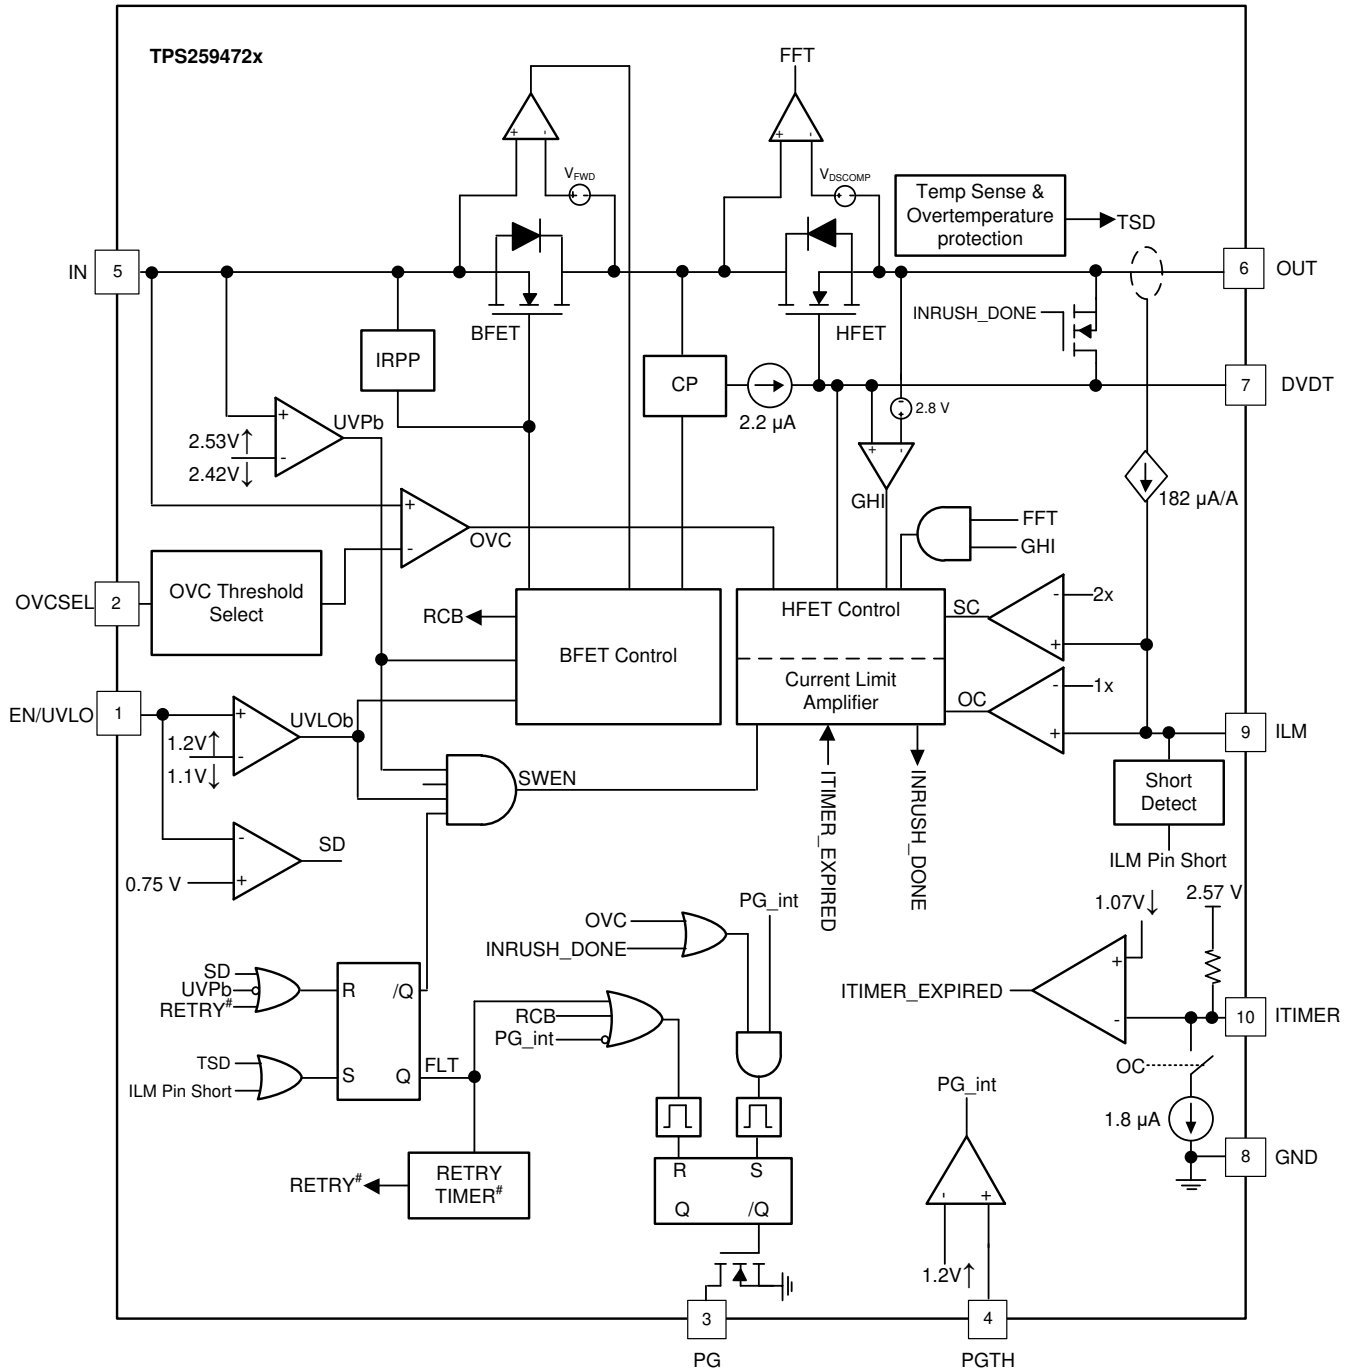 TPS259472x
FFT
V_FWD
V_DSCOMP
Temp Sense &
Overtemperature
protection
TSD
+ -
+ -
+
+
IN
5
6
OUT
BFET
HFET
INRUSH_DONE
IRPP
CP
2.2 µA
2.8 V
7
DVDT
UVPb
+
-
2.53V↑
2.42V↓
+ -
GHI
182 µA/A
+
-
OVC
FFT
GHI
OVCSEL
2
OVC Threshold
Select
RCB
BFET Control
HFET Control
Current Limit
Amplifier
SC
-
+
2x
OC
-
+
1x
EN/UVLO
1
UVLOb
+
-
1.2V↑
1.1V↓
9
ILM
SWEN
ITIMER_EXPIRED
INRUSH_DONE
Short
Detect
ILM Pin Short
-
+
SD
0.75 V
PG_int
OVC
INRUSH_DONE
1.07V↓
2.57 V
SD
UVPb
RETRY#
R
/Q
ITIMER_EXPIRED
+
-
10
ITIMER
RCB
PG_int
TSD
ILM Pin Short
S
Q
FLT
OC
PG_int
1.8 µA
R
S
Q
/Q
8
GND
RETRY#
RETRY
TIMER#
-
+
1.2V↑
3
4
PG
PGTH